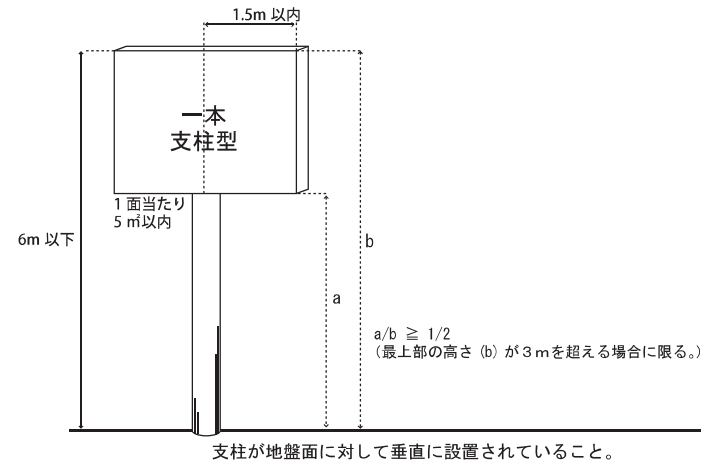 1.5m 以内
一本
支柱型
1 面当たり
5 ㎡以内
6m 以下
b
a
a/b ≧ 1/2
（最上部の高さ (b) が３ｍを超える場合に限る。）
支柱が地盤面に対して垂直に設置されていること。